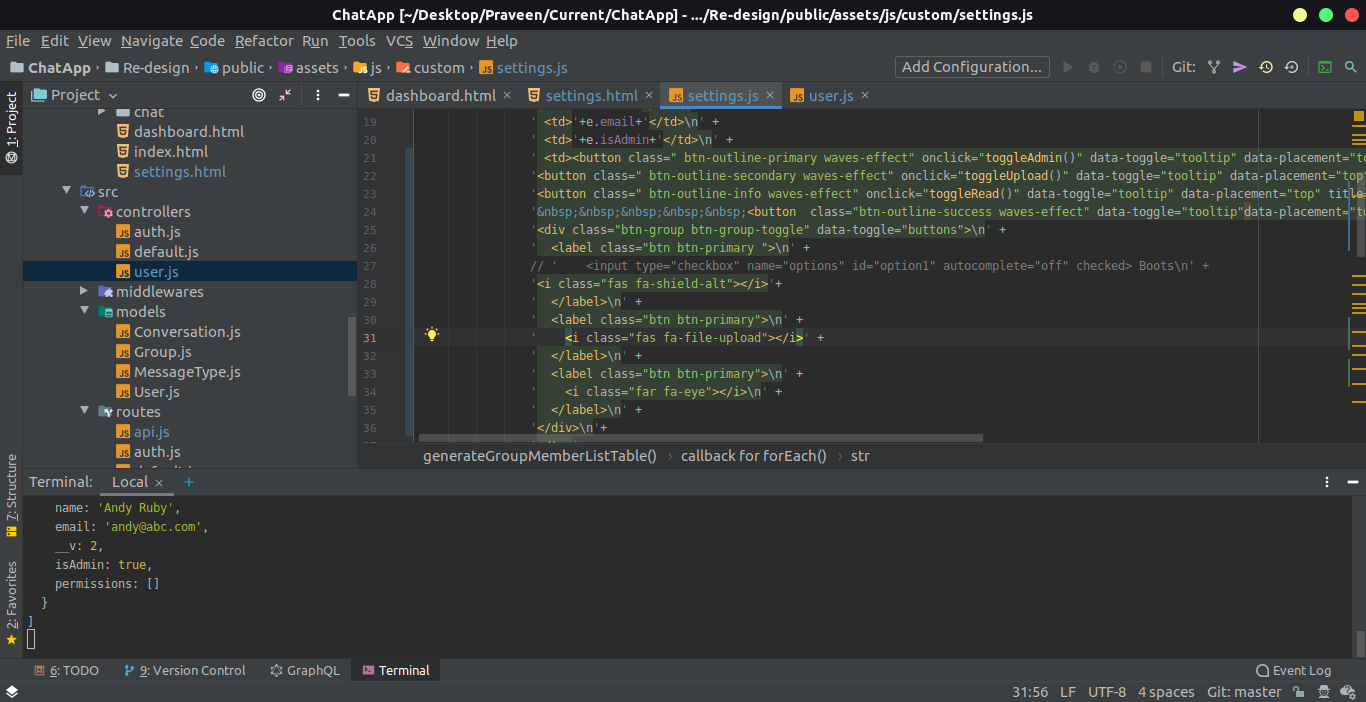 ChatApp [~/Desktop/Praveen/Current/ChatApp] - .../Re-design/public/assets/js/custom/settings.js
File Edit View Navigate Code Refactor Run Tools VCS Window Help
ChatApp Re-design public assets js custom settings.js Add Configuration... Git:
1: Project
Project
chat
dashboard.html
index.html
settings.html
src
controllers
auth.js
default.js
user.js
middlewares
models
Conversation.js
Group.js
MessageType.js
User.js
routes
api.js
auth.js
dashboard.html settings.html settings.js user.js
19 ' <td>'+e.email+'</td>\n' +
20 ' <td>'+e.isAdmin+'</td>\n' +
21 ' <td><button class=" btn-outline-primary waves-effect" onclick="toggleAdmin()" data-toggle="tooltip" data-placement="to
22 '<button class=" btn-outline-secondary waves-effect" onclick="toggleUpload()" data-toggle="tooltip" data-placement="top"
23 '<button class=" btn-outline-info waves-effect" onclick="toggleRead()" data-toggle="tooltip" data-placement="top" title=
24 '&nbsp;&nbsp;&nbsp;&nbsp;&nbsp;<button  class="btn-outline-success waves-effect" data-toggle="tooltip"data-placement="to
25 '<div class="btn-group btn-group-toggle" data-toggle="buttons">\n' +
26 '  <label class="btn btn-primary ">\n' +
27 // '    <input type="checkbox" name="options" id="option1" autocomplete="off" checked> Boots\n' +
28 '<i class="fas fa-shield-alt"></i>'+
29 '  </label>\n' +
30 '  <label class="btn btn-primary">\n' +
31 '    <i class="fas fa-file-upload"></i>' +
32 '  </label>\n' +
33 '  <label class="btn btn-primary">\n' +
34 '    <i class="far fa-eye"></i>\n' +
35 '  </label>\n' +
36 '</div>\n'+
generateGroupMemberListTable() callback for forEach() str
7: Structure
2: Favorites
Terminal: Local
name: 'Andy Ruby',
email: 'andy@abc.com',
__v: 2,
isAdmin: true,
permissions: []
}
]
6: TODO 9: Version Control GraphQL Terminal Event Log
31:56 LF UTF-8 4 spaces Git: master